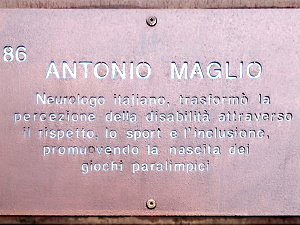 86
ANTONIO MAGLIO
Neurologo italiano, trasformò la
percezione della disabilità attraverso
il rispetto, lo sport e l'inclusione,
promuovendo la nascita dei
giochi paralimpici